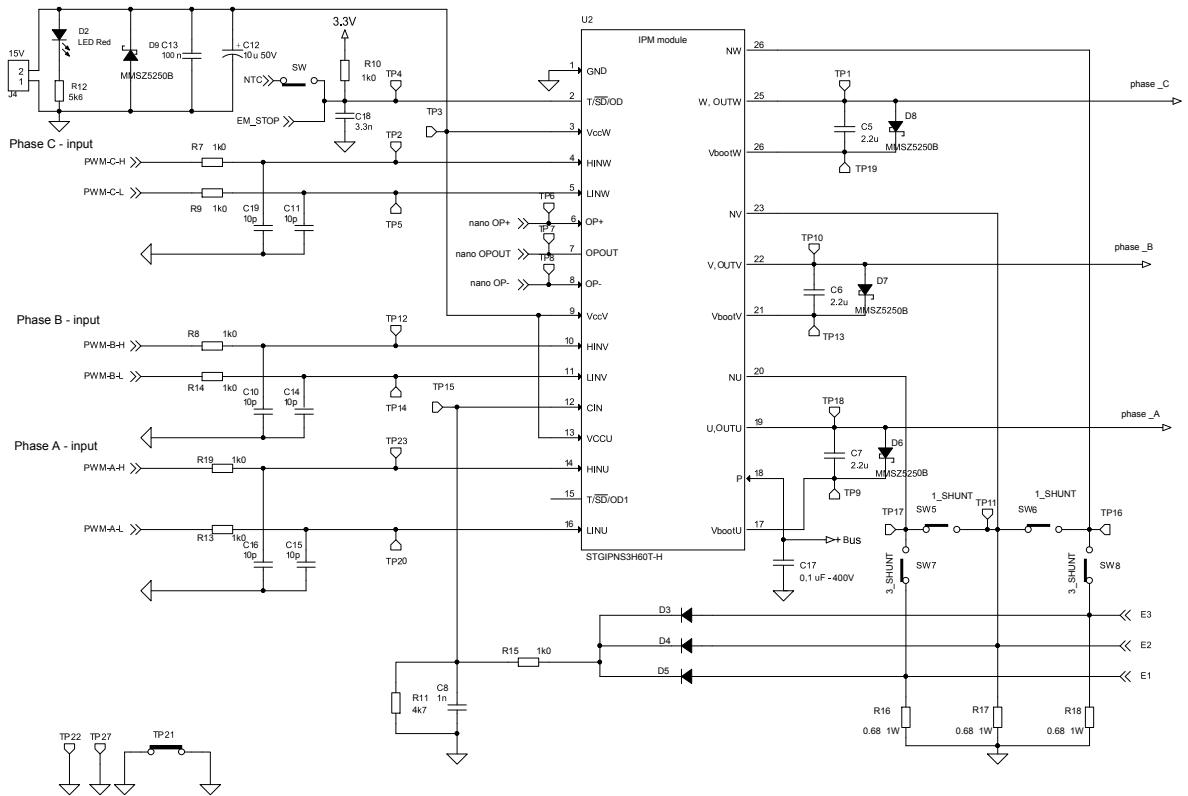 15V
2
1
J4
D2
LED Red
R12
5k6
D9
MMSZ5250B
C13
100 n
+
C12
10u 50V
3.3V
R10
1k0
NTC
SW
EM_STOP
C18
3.3n
TP4
TP3
Phase C - input
PWM-C-H
R7 1k0
TP2
PWM-C-L
R9 1k0
TP5
C19
10p
C11
10p
TP6
nano OP+
TP7
nano OPOUT
TP8
nano OP-
Phase B - input
PWM-B-H
R8 1k0
TP12
PWM-B-L
R14 1k0
TP14
C10
10p
C14
10p
TP15
Phase A - input
PWM-A-H
R19 1k0
TP23
PWM-A-L
R13 1k0
TP20
C16
10p
C15
10p
U2
IPM module
1 GND
2 T/SD/OD
3 VccW
4 HINW
5 LINW
6 OP+
7 OPOUT
8 OP-
9 VccV
10 HINV
11 LINV
12 CIN
13 VCCU
14 HINU
15 T/SD/OD1
16 LINU
STGIPNS3H60T-H
NW 26
W, OUTW 25
VbootW 26
NV 23
V, OUTV 22
VbootV 21
NU 20
U,OUTU 19
P 18
VbootU 17
TP1
phase _C
C5
2.2u
D8
MMSZ5250B
TP19
TP10
phase _B
C6
2.2u
D7
MMSZ5250B
TP13
TP18
phase _A
C7
2.2u
D6
MMSZ5250B
TP9
+ Bus
C17
0,1 uF - 400V
TP17
1_SHUNT
SW5
TP11
1_SHUNT
SW6
TP16
3_SHUNT
SW7
3_SHUNT
SW8
D3
E3
D4
E2
D5
E1
R15 1k0
R11
4k7
C8
1n
R16
0.68 1W
R17
0.68 1W
R18
0.68 1W
TP22
TP27
TP21